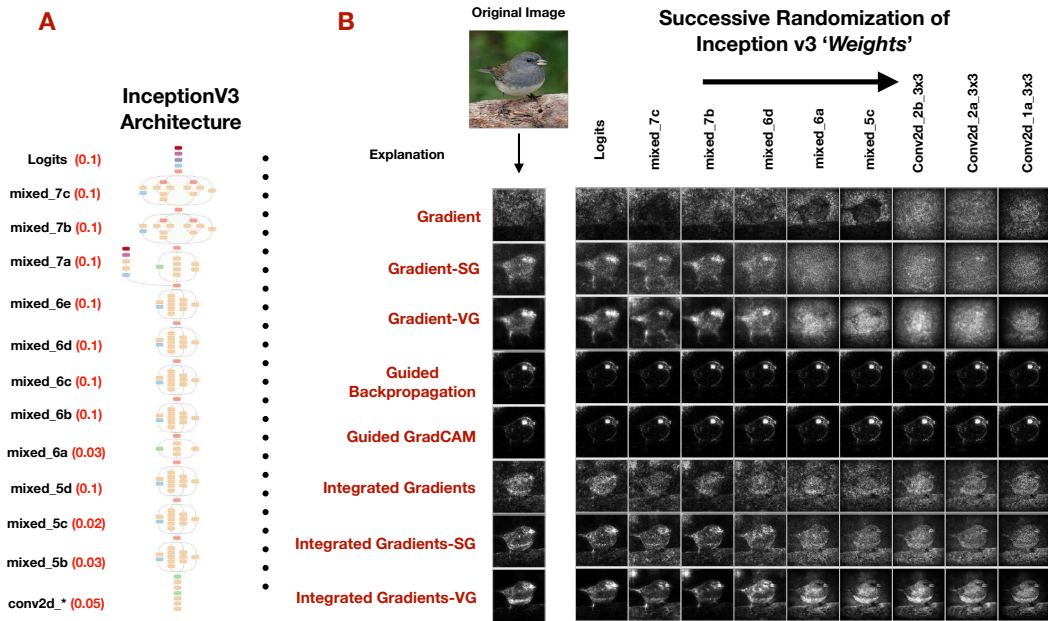 A
InceptionV3
Architecture
Logits (0.1)
mixed_7c (0.1)
mixed_7b (0.1)
mixed_7a (0.1)
mixed_6e (0.1)
mixed_6d (0.1)
mixed_6c (0.1)
mixed_6b (0.1)
mixed_6a (0.03)
mixed_5d (0.1)
mixed_5c (0.02)
mixed_5b (0.03)
conv2d_* (0.05)
B
Original Image
Successive Randomization of
Inception v3 ‘Weights’
Explanation
Logits
mixed_7c
mixed_7b
mixed_6d
mixed_6a
mixed_5c
Conv2d_2b_3x3
Conv2d_2a_3x3
Conv2d_1a_3x3
Gradient
Gradient-SG
Gradient-VG
Guided
Backpropagation
Guided GradCAM
Integrated Gradients
Integrated Gradients-SG
Integrated Gradients-VG